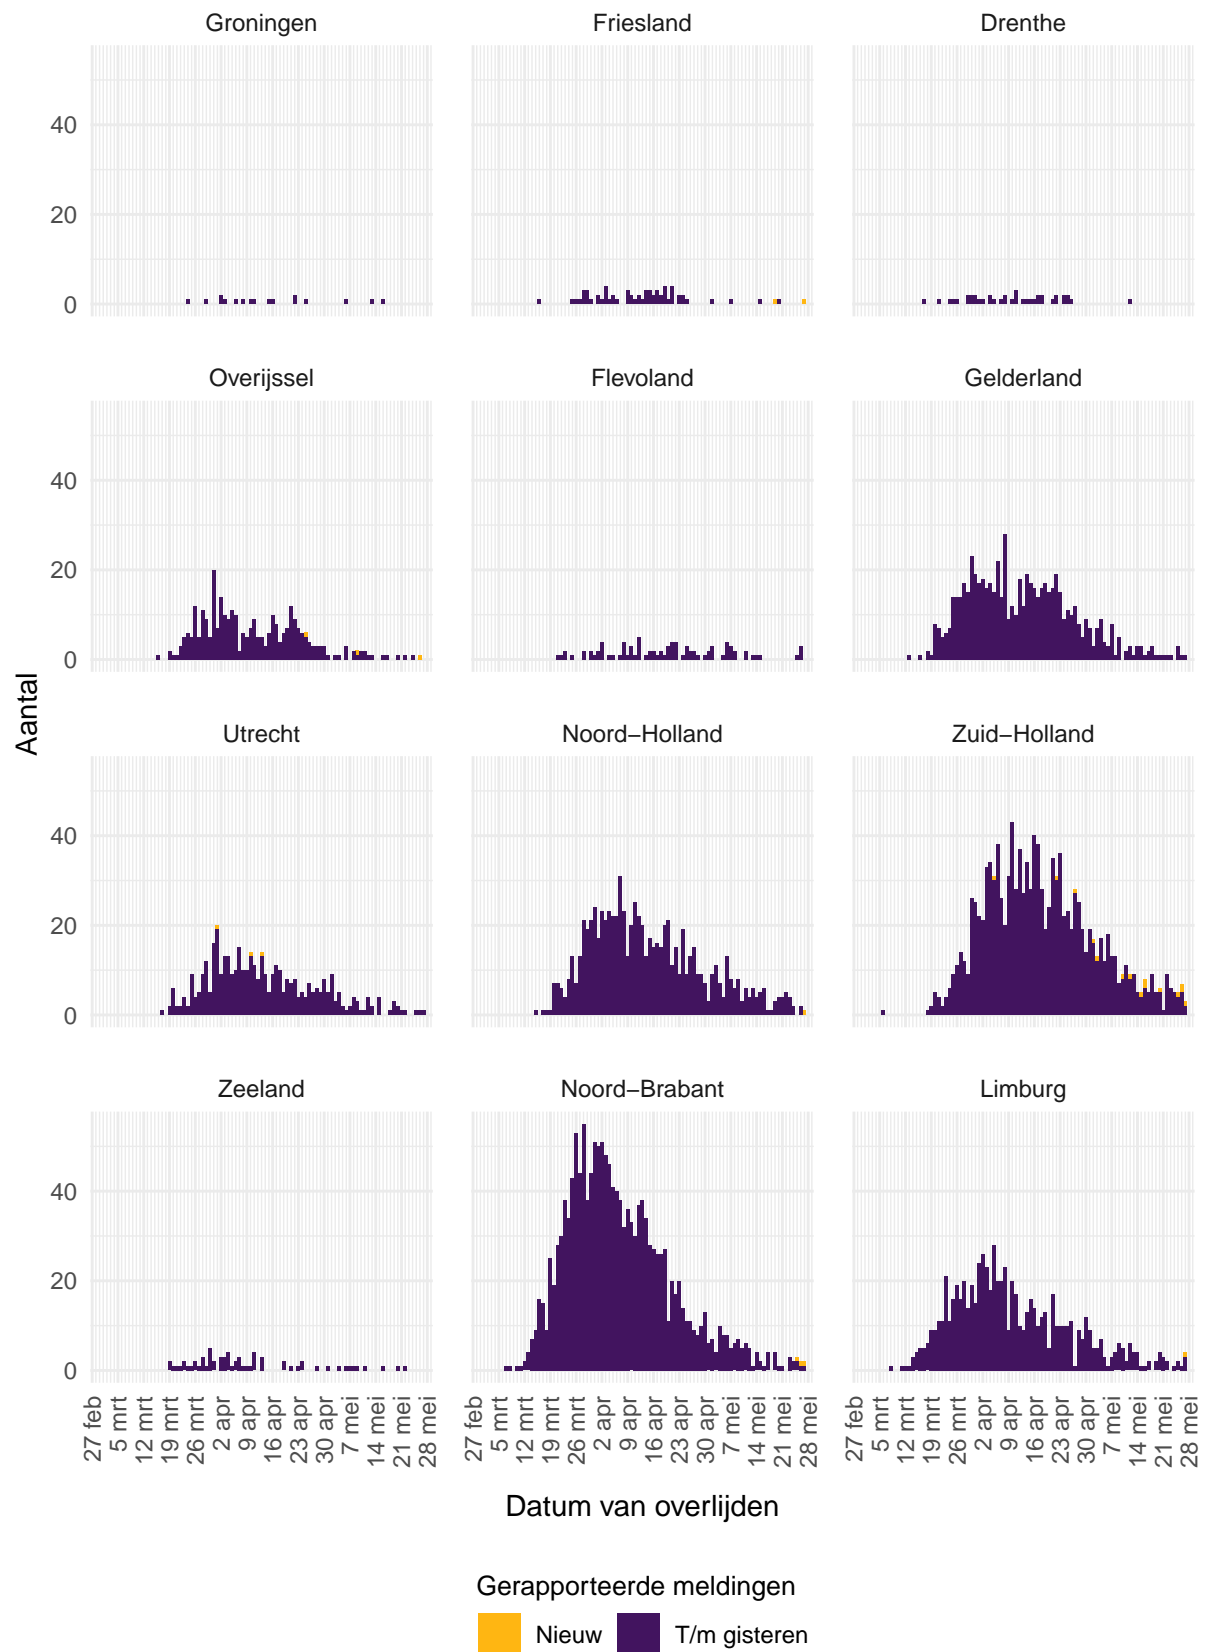 Groningen Friesland Drenthe
40
20
0
Overijssel Flevoland Gelderland
40
20
0
Aantal
Utrecht Noord−Holland Zuid−Holland
40
20
0
Zeeland Noord−Brabant Limburg
40
20
0
27 feb 5 mrt 12 mrt 19 mrt 26 mrt 2 apr 9 apr 16 apr 23 apr 30 apr 7 mei 14 mei 21 mei 28 mei
27 feb 5 mrt 12 mrt 19 mrt 26 mrt 2 apr 9 apr 16 apr 23 apr 30 apr 7 mei 14 mei 21 mei 28 mei
27 feb 5 mrt 12 mrt 19 mrt 26 mrt 2 apr 9 apr 16 apr 23 apr 30 apr 7 mei 14 mei 21 mei 28 mei
Datum van overlijden
Gerapporteerde meldingen
Nieuw T/m gisteren